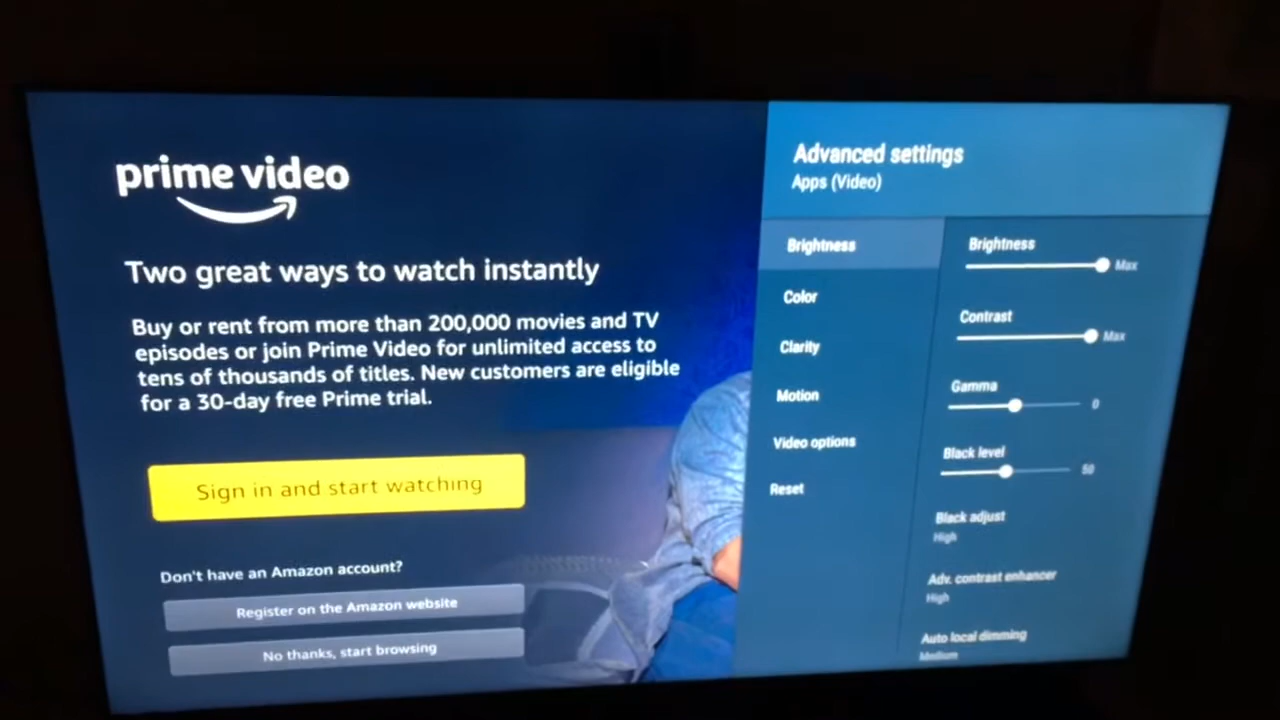 prime video
Two great ways to watch instantly
Buy or rent from more than 200,000 movies and TV
episodes or join Prime Video for unlimited access to
tens of thousands of titles. New customers are eligible
for a 30-day free Prime trial.
Sign in and start watching
Don't have an Amazon account?
Register on the Amazon website
No thanks, start browsing
Advanced settings
Apps (Video)
Brightness
Color
Clarity
Motion
Video options
Reset
Brightness
Max
Contrast
Max
Gamma
0
Black level
50
Black adjust
High
Adv. contrast enhancer
High
Auto local dimming
Medium